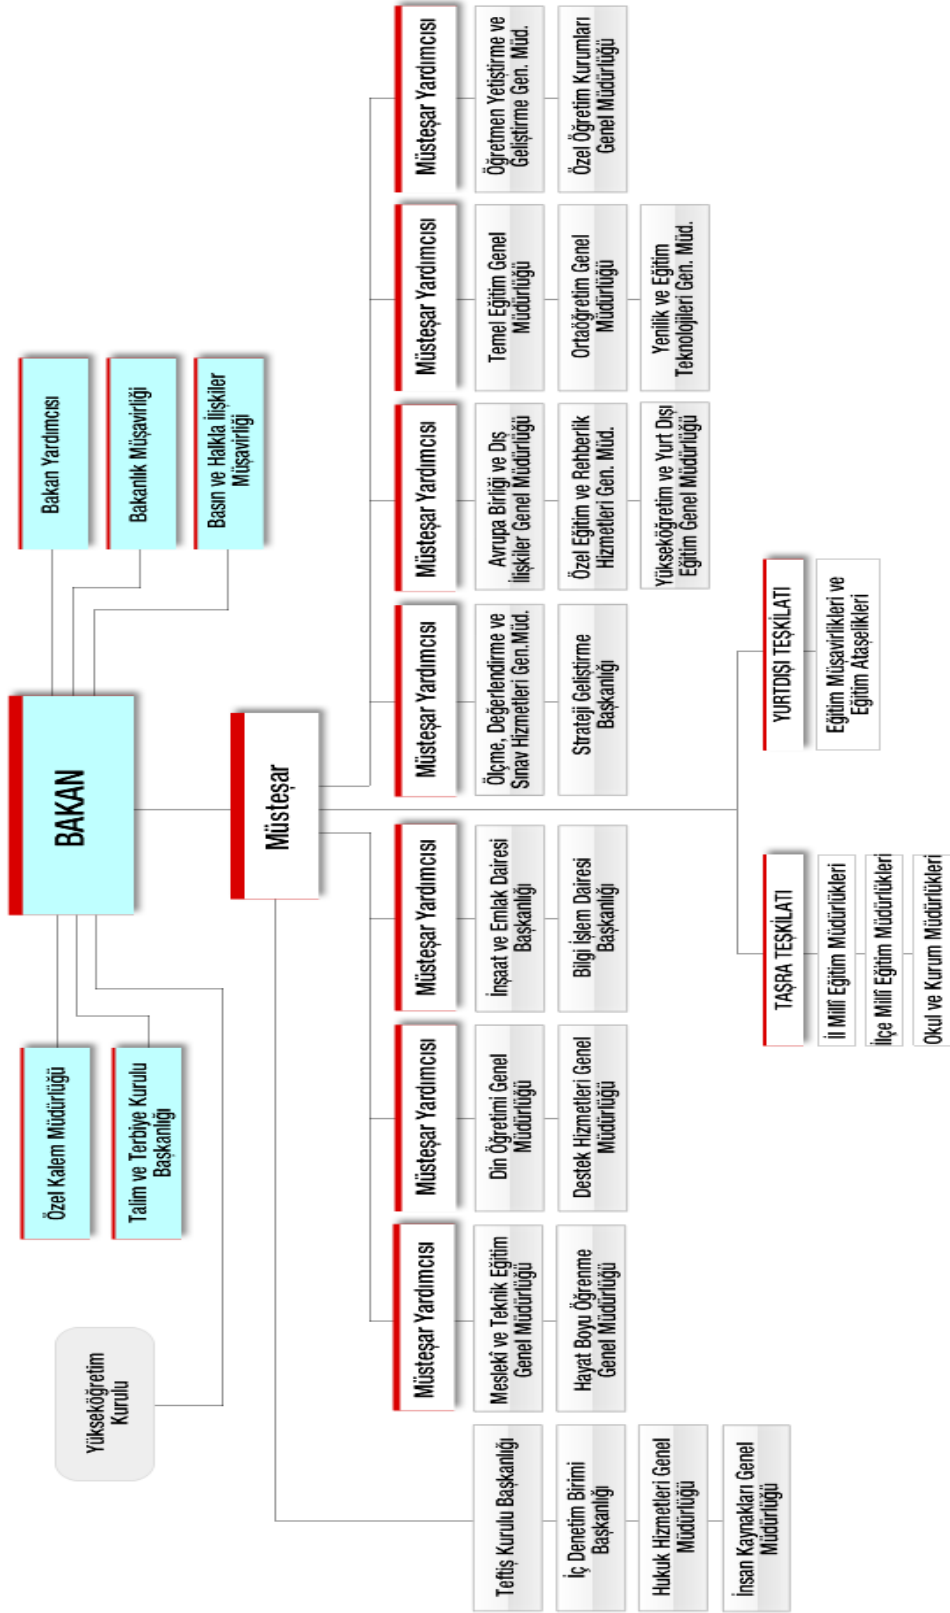 BAKAN
Özel Kalem Müdürlüğü
Talim ve Terbiye Kurulu
Başkanlığı
Yükseköğretim
Kurulu
Bakan Yardımcısı
Bakanlık Müşavirliği
Basın ve Halkla İlişkiler
Müşavirliği
Müsteşar
Teftiş Kurulu Başkanlığı
İç Denetim Birimi
Başkanlığı
Hukuk Hizmetleri Genel
Müdürlüğü
İnsan Kaynakları Genel
Müdürlüğü
Müsteşar Yardımcısı
Meslekî ve Teknik Eğitim
Genel Müdürlüğü
Hayat Boyu Öğrenme
Genel Müdürlüğü
Müsteşar Yardımcısı
Din Öğretimi Genel
Müdürlüğü
Destek Hizmetleri Genel
Müdürlüğü
Müsteşar Yardımcısı
İnşaat ve Emlak Dairesi
Başkanlığı
Bilgi İşlem Dairesi
Başkanlığı
Müsteşar Yardımcısı
Ölçme, Değerlendirme ve
Sınav Hizmetleri Gen.Müd.
Strateji Geliştirme
Başkanlığı
Müsteşar Yardımcısı
Avrupa Birliği ve Dış
İlişkiler Genel Müdürlüğü
Özel Eğitim ve Rehberlik
Hizmetleri Gen. Müd.
Yükseköğretim ve Yurt Dışı
Eğitim Genel Müdürlüğü
Müsteşar Yardımcısı
Temel Eğitim Genel
Müdürlüğü
Ortaöğretim Genel
Müdürlüğü
Yenilik ve Eğitim
Teknolojileri Gen. Müd.
Müsteşar Yardımcısı
Öğretmen Yetiştirme ve
Geliştirme Gen. Müd.
Özel Öğretim Kurumları
Genel Müdürlüğü
TAŞRA TEŞKİLATI
İl Millî Eğitim Müdürlükleri
İlçe Millî Eğitim Müdürlükleri
Okul ve Kurum Müdürlükleri
YURTDIŞI TEŞKİLATI
Eğitim Müşavirlikleri ve
Eğitim Ataşelikleri